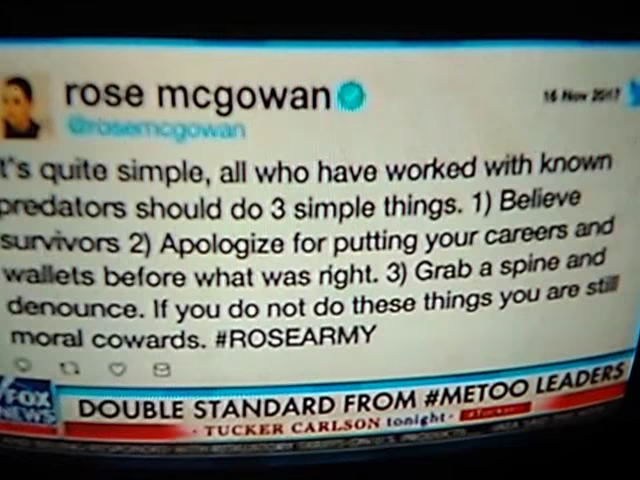 rose mcgowan
@rosemcgowan
16 Nov 2017
t's quite simple, all who have worked with known
predators should do 3 simple things. 1) Believe
survivors 2) Apologize for putting your careers and
wallets before what was right. 3) Grab a spine and
denounce. If you do not do these things you are still
moral cowards. #ROSEARMY
FOX
NEWS
DOUBLE STANDARD FROM #METOO LEADERS
TUCKER CARLSON tonight